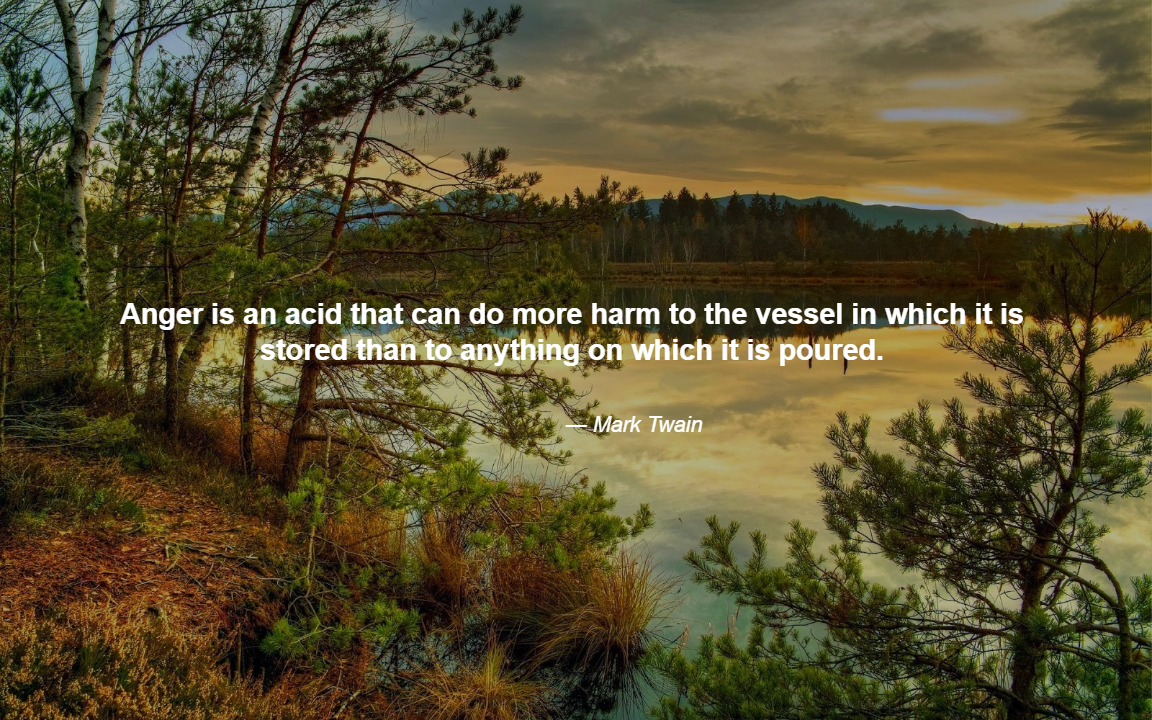 Anger is an acid that can do more harm to the vessel in which it is
stored than to anything on which it is poured.
— Mark Twain